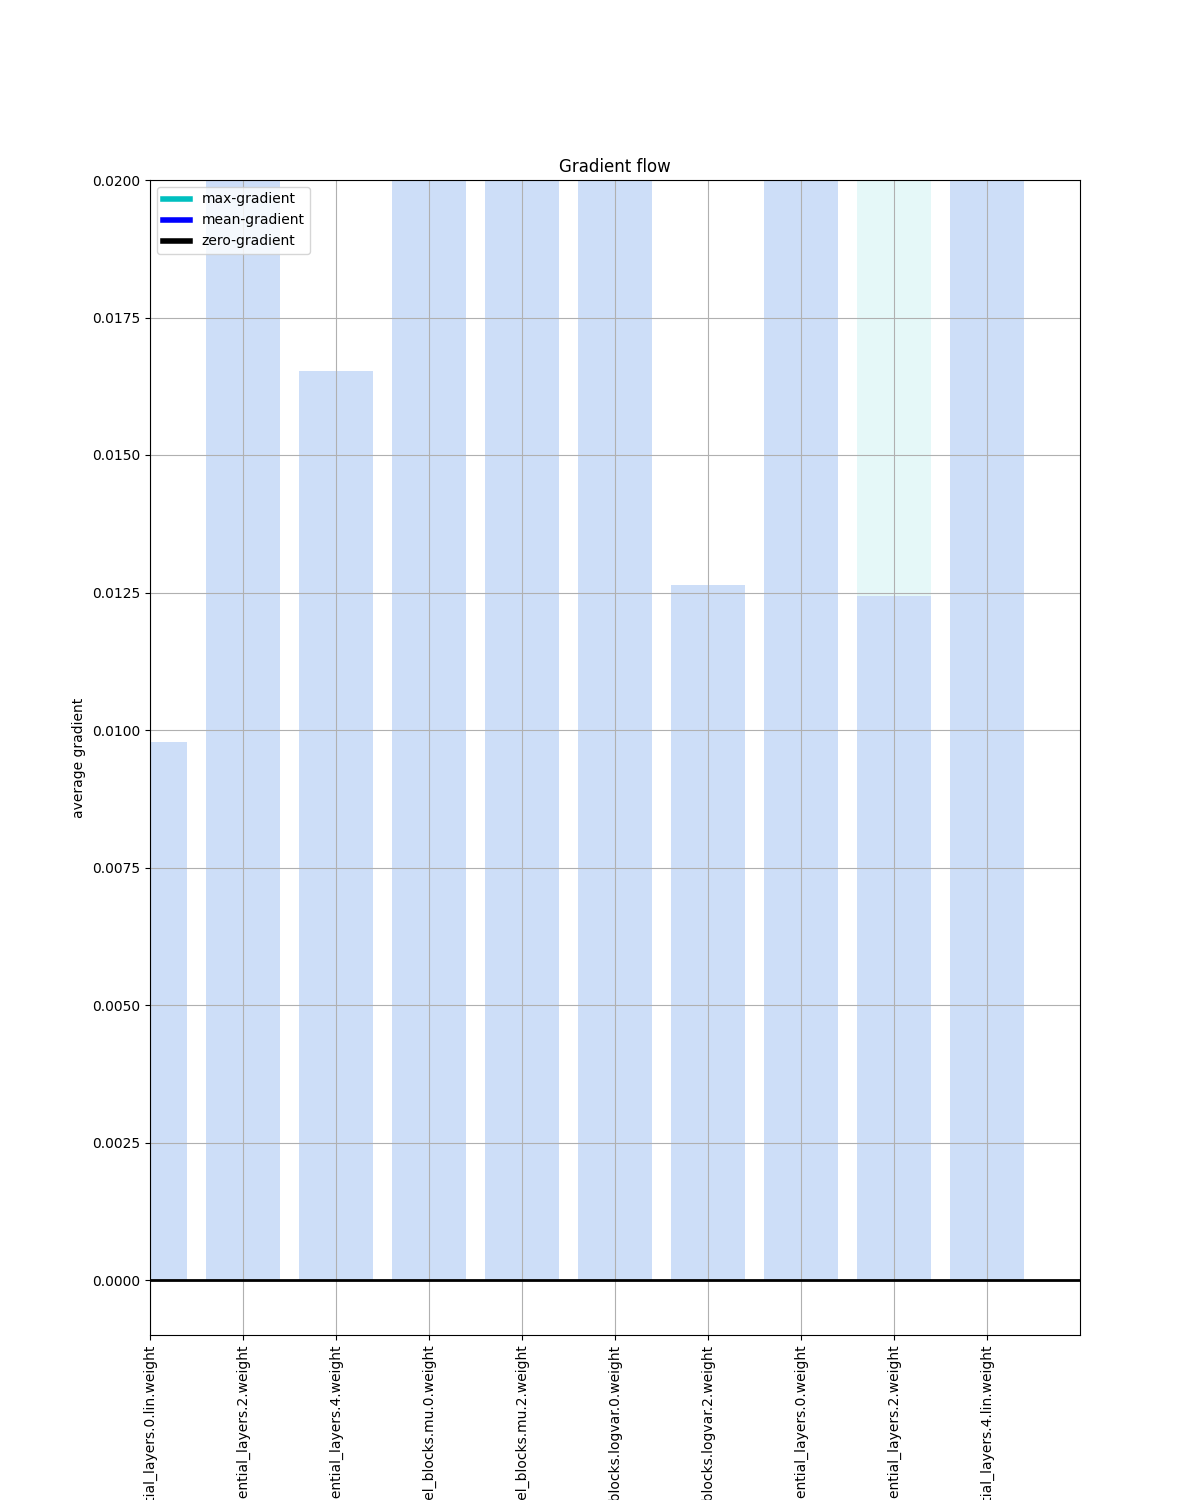 Gradient flow
max-gradient
mean-gradient
zero-gradient
0.0200
0.0175
0.0150
0.0125
0.0100
0.0075
0.0050
0.0025
0.0000
average gradient
tial_layers.0.lin.weight
ential_layers.2.weight
ential_layers.4.weight
el_blocks.mu.0.weight
el_blocks.mu.2.weight
blocks.logvar.0.weight
blocks.logvar.2.weight
ential_layers.0.weight
ential_layers.2.weight
tial_layers.4.lin.weight